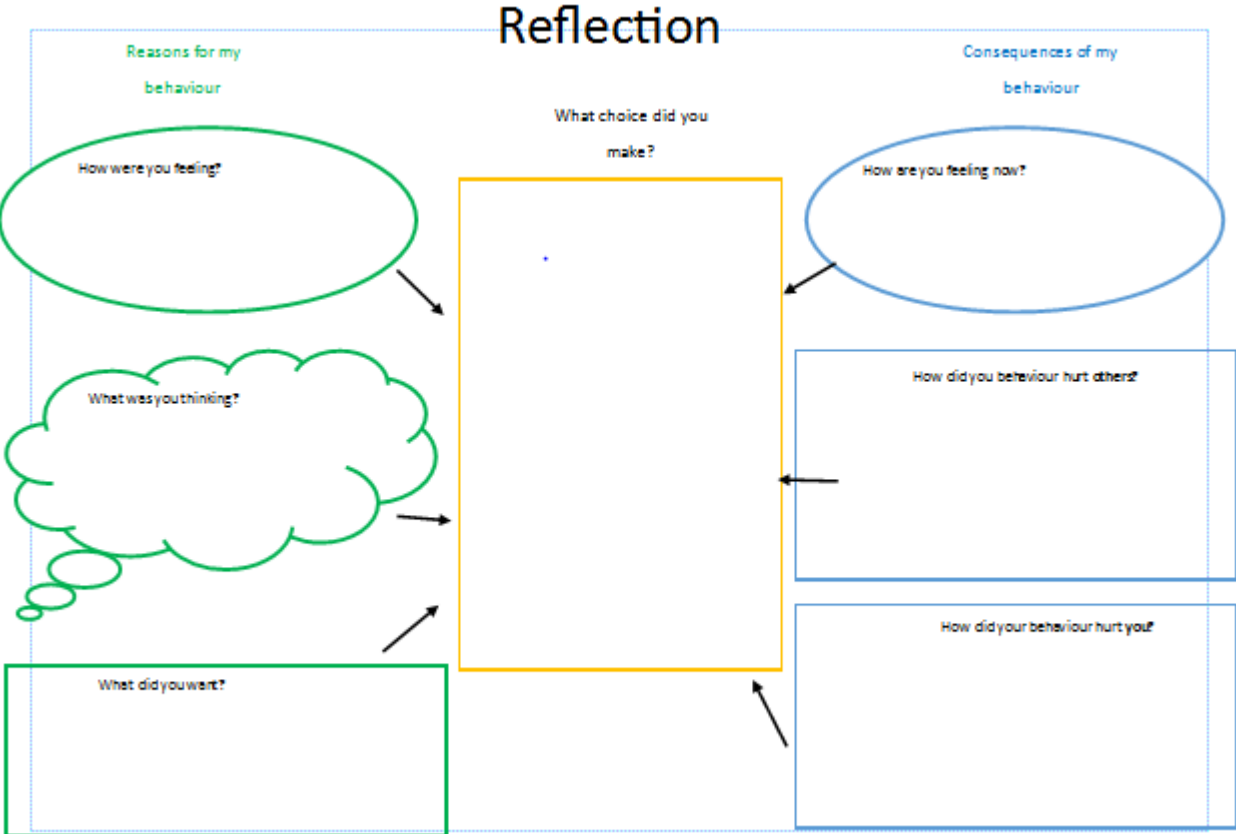 Reflection
Reasons for my
behaviour
How were you feeling?
What was you thinking?
What did you want?
What choice did you
make?
Consequences of my
behaviour
How are you feeling now?
How did you behaviour hurt others?
How did your behaviour hurt you?